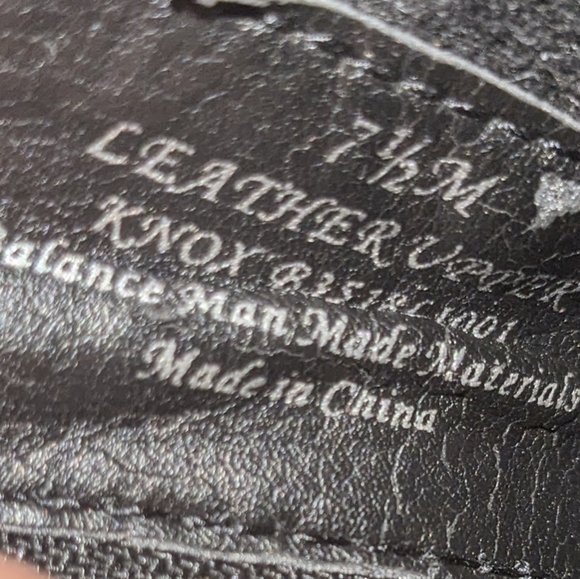 7½M
LEATHER UPPER
KNOX
Balance Man Made Materials
Made in China